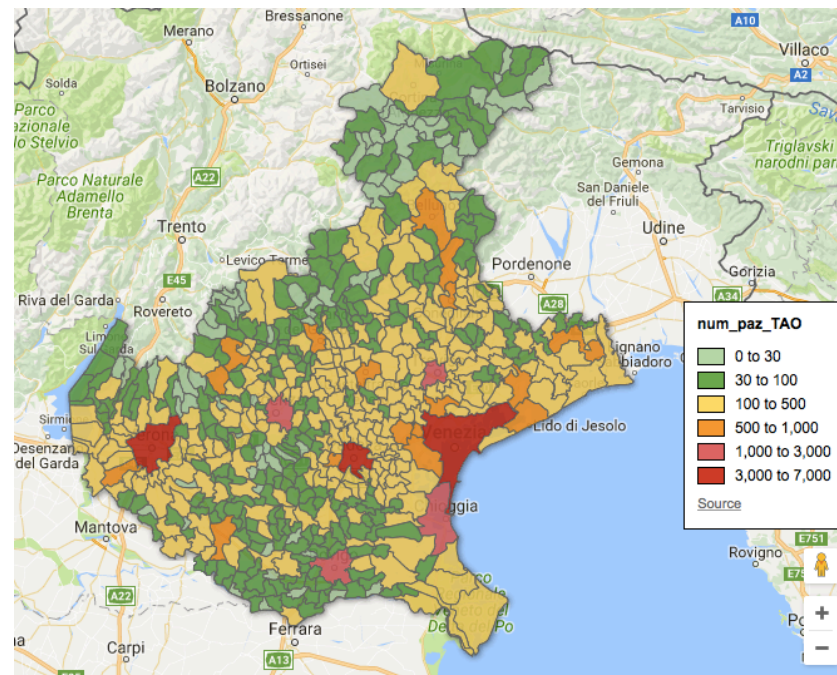 Bressanone
Merano
A10
Villaco
A2
Solda
Ortisei
Bolzano
Tarvisio
Parco
azionale
lo Stelvio
Gemona
Triglavski
narodni par
A22
Parco Naturale
Adamello
Brenta
San Daniele
del Friuli
Trento
Udine
Levico Terme
Pordenone
E45
Gorizia
A28
A34
Riva del Garda
Rovereto
num_paz_TAO
0 to 30
30 to 100
100 to 500
500 to 1,000
1,000 to 3,000
3,000 to 7,000
Source
Venezia
Lido di Jesolo
Desenzano
del Garda
Chioggia
Mantova
Rovigno
E751
A22
Ferrara
Carpi
A13
+
−